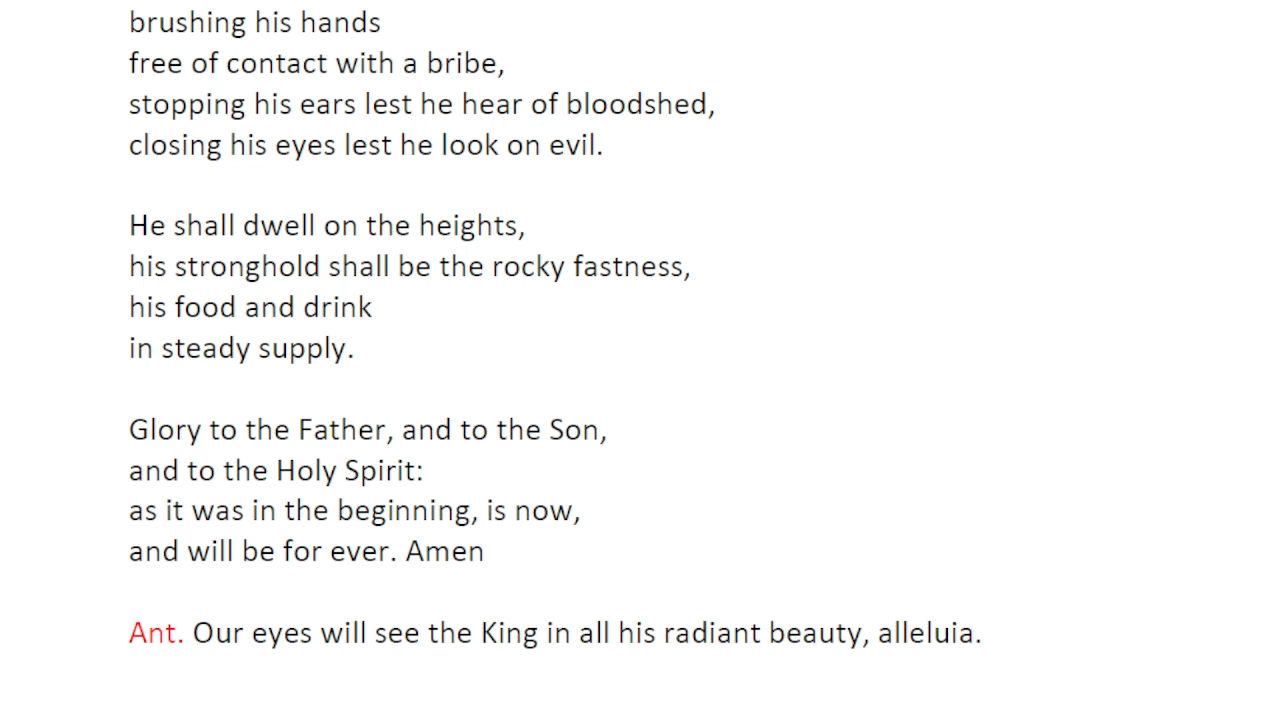 brushing his hands
free of contact with a bribe,
stopping his ears lest he hear of bloodshed,
closing his eyes lest he look on evil.
He shall dwell on the heights,
his stronghold shall be the rocky fastness,
his food and drink
in steady supply.
Glory to the Father, and to the Son,
and to the Holy Spirit:
as it was in the beginning, is now,
and will be for ever. Amen
Ant. Our eyes will see the King in all his radiant beauty, alleluia.